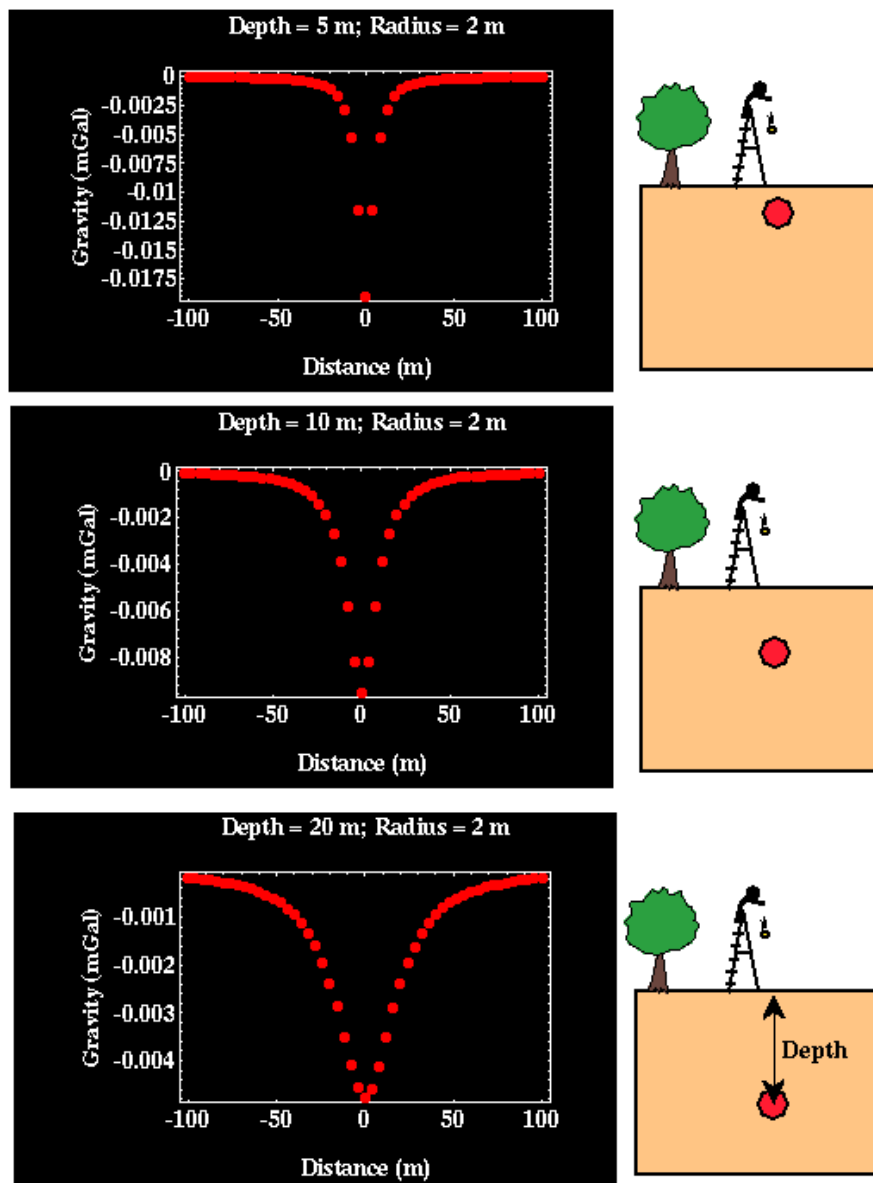 Depth = 5 m; Radius = 2 m
0
-0.0025
-0.005
-0.0075
-0.01
-0.0125
-0.015
-0.0175
Gravity (mGal)
-100 -50 0 50 100
Distance (m)
Depth = 10 m; Radius = 2 m
0
-0.002
-0.004
-0.006
-0.008
Gravity (mGal)
-100 -50 0 50 100
Distance (m)
Depth = 20 m; Radius = 2 m
-0.001
-0.002
-0.003
-0.004
Gravity (mGal)
-100 -50 0 50 100
Distance (m)
Depth